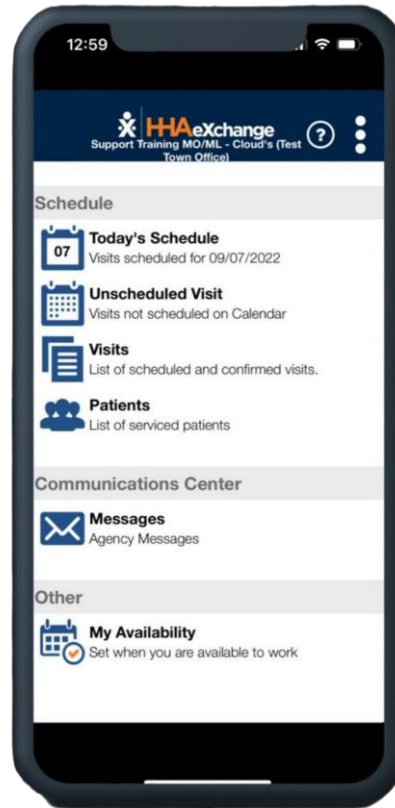 12:59
HHAeXchange
Support Training MO/ML - Cloud's (Test
Town Office)
?
Schedule
07
Today's Schedule
Visits scheduled for 09/07/2022
Unscheduled Visit
Visits not scheduled on Calendar
Visits
List of scheduled and confirmed visits.
Patients
List of serviced patients
Communications Center
Messages
Agency Messages
Other
My Availability
Set when you are available to work